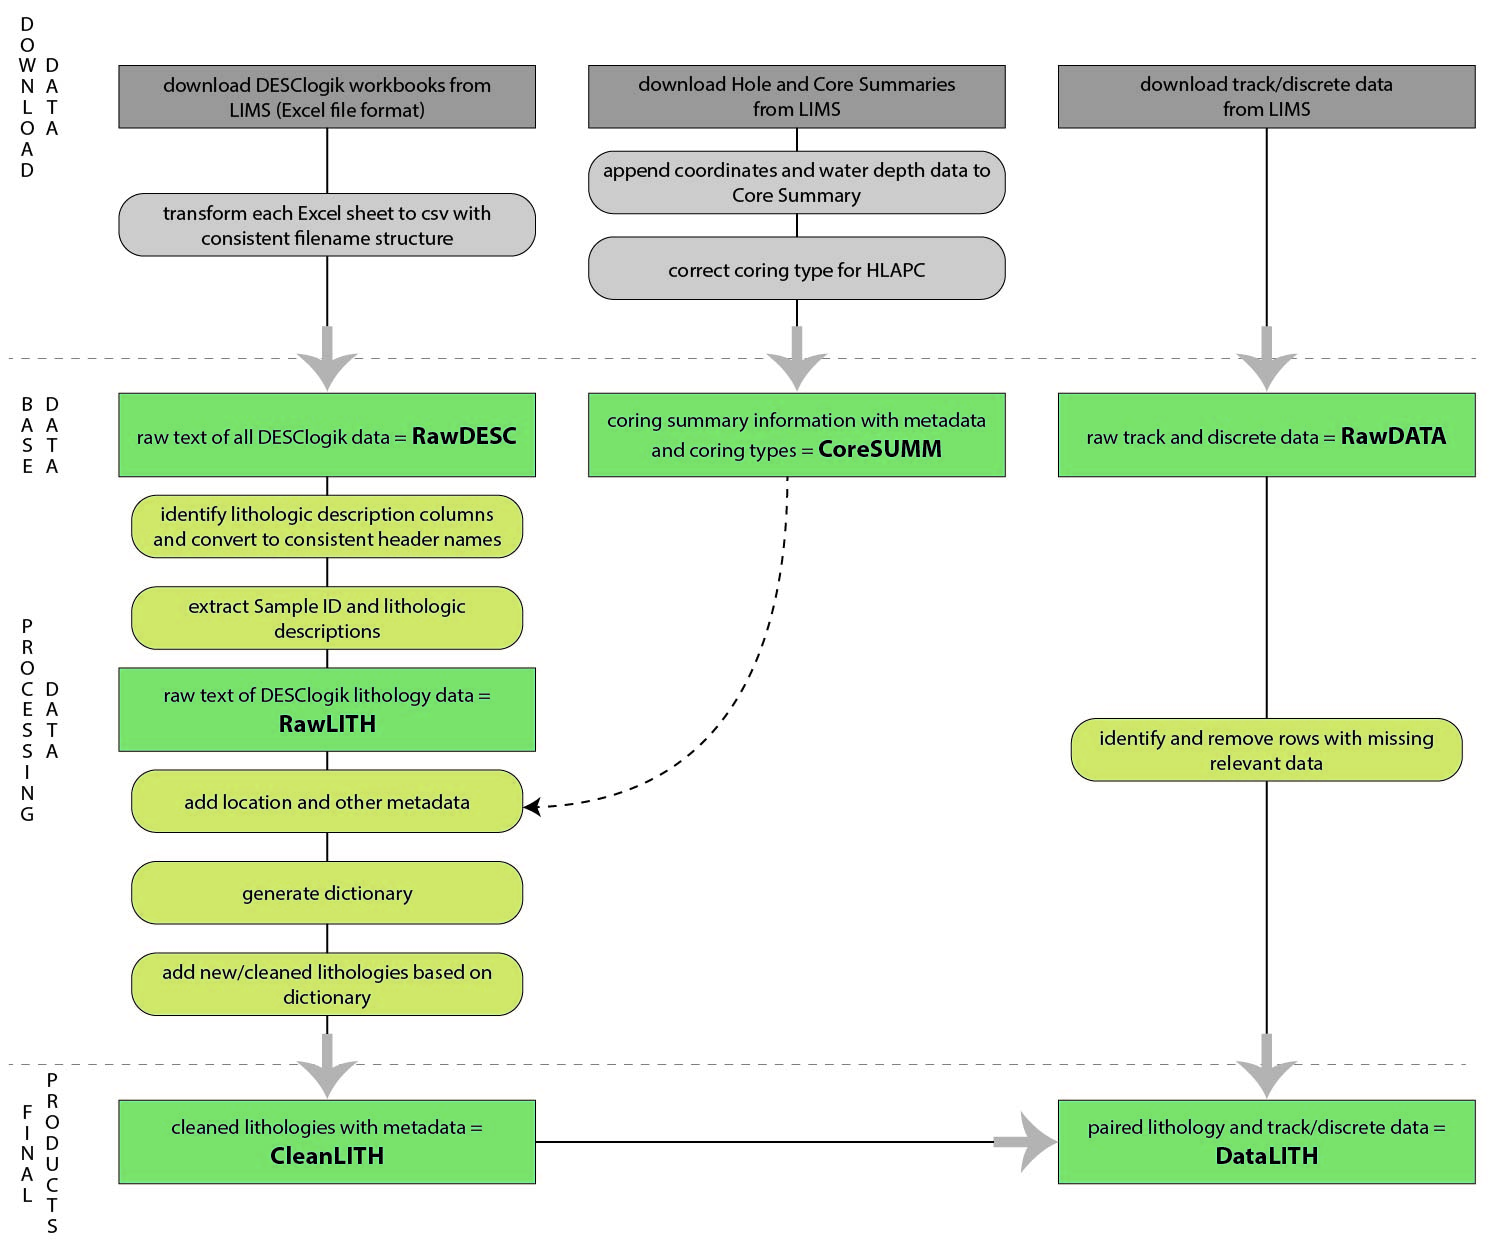 DOWNLOAD
DATA
download DESClogik workbooks from
LIMS (Excel file format)
download Hole and Core Summaries
from LIMS
download track/discrete data
from LIMS
transform each Excel sheet to csv with
consistent filename structure
append coordinates and water depth data to
Core Summary
correct coring type for HLAPC
BASE
DATA
raw text of all DESClogik data = RawDESC
coring summary information with metadata
and coring types = CoreSUMM
raw track and discrete data = RawDATA
PROCESSING
DATA
identify lithologic description columns
and convert to consistent header names
extract Sample ID and lithologic
descriptions
raw text of DESClogik lithology data =
RawLITH
add location and other metadata
generate dictionary
add new/cleaned lithologies based on
dictionary
identify and remove rows with missing
relevant data
FINAL
PRODUCTS
cleaned lithologies with metadata =
CleanLITH
paired lithology and track/discrete data =
DataLITH